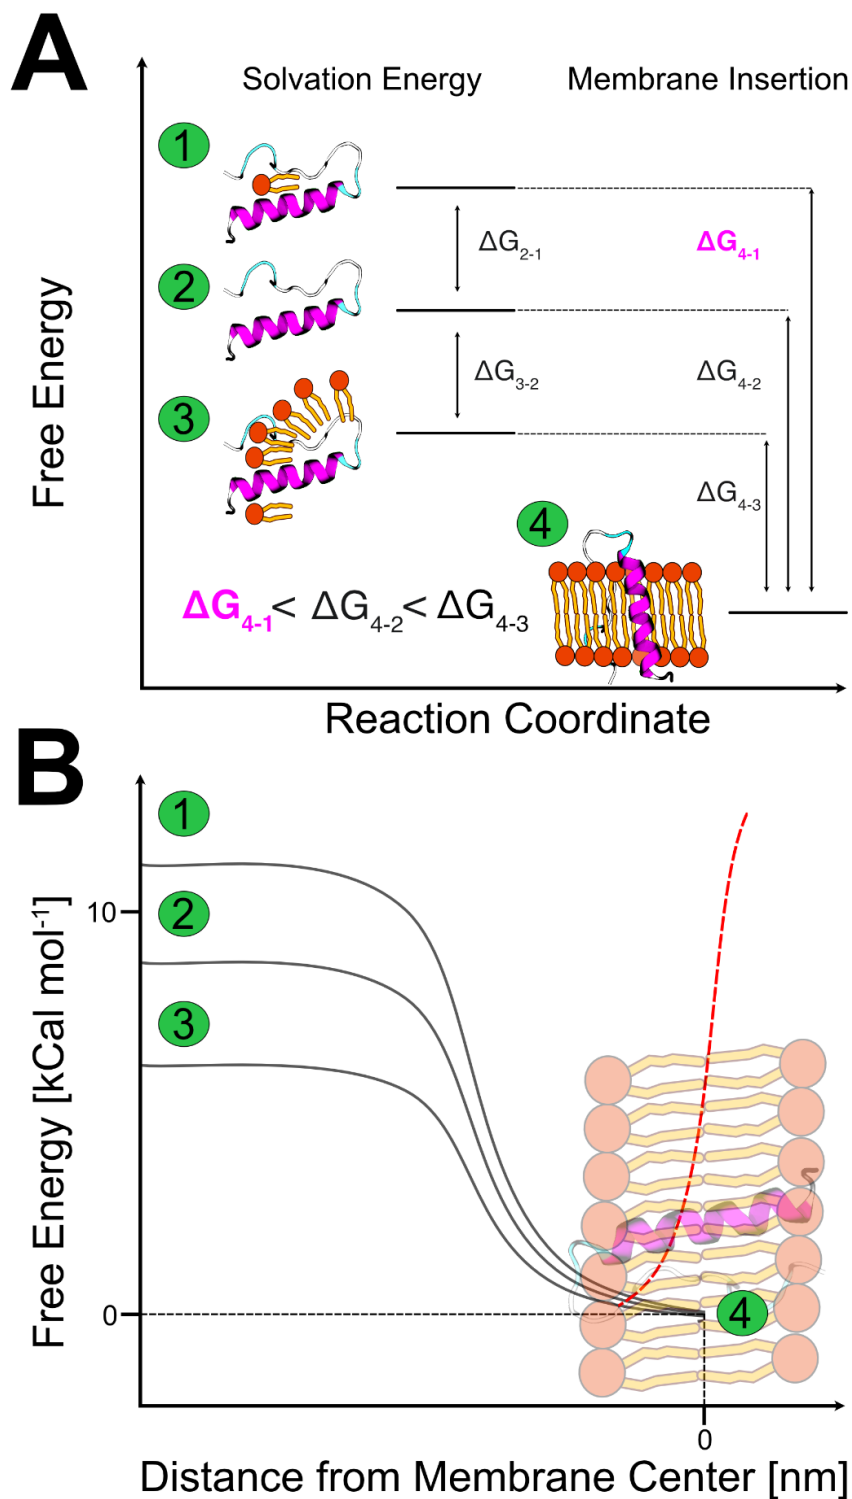 A
Solvation Energy
Membrane Insertion
1
ΔG2-1
ΔG4-1
2
ΔG3-2
ΔG4-2
3
ΔG4-3
4
ΔG4-1 < ΔG4-2 < ΔG4-3
Free Energy
Reaction Coordinate
B
1
10
2
3
Free Energy [kCal mol-1]
0
4
0
Distance from Membrane Center [nm]